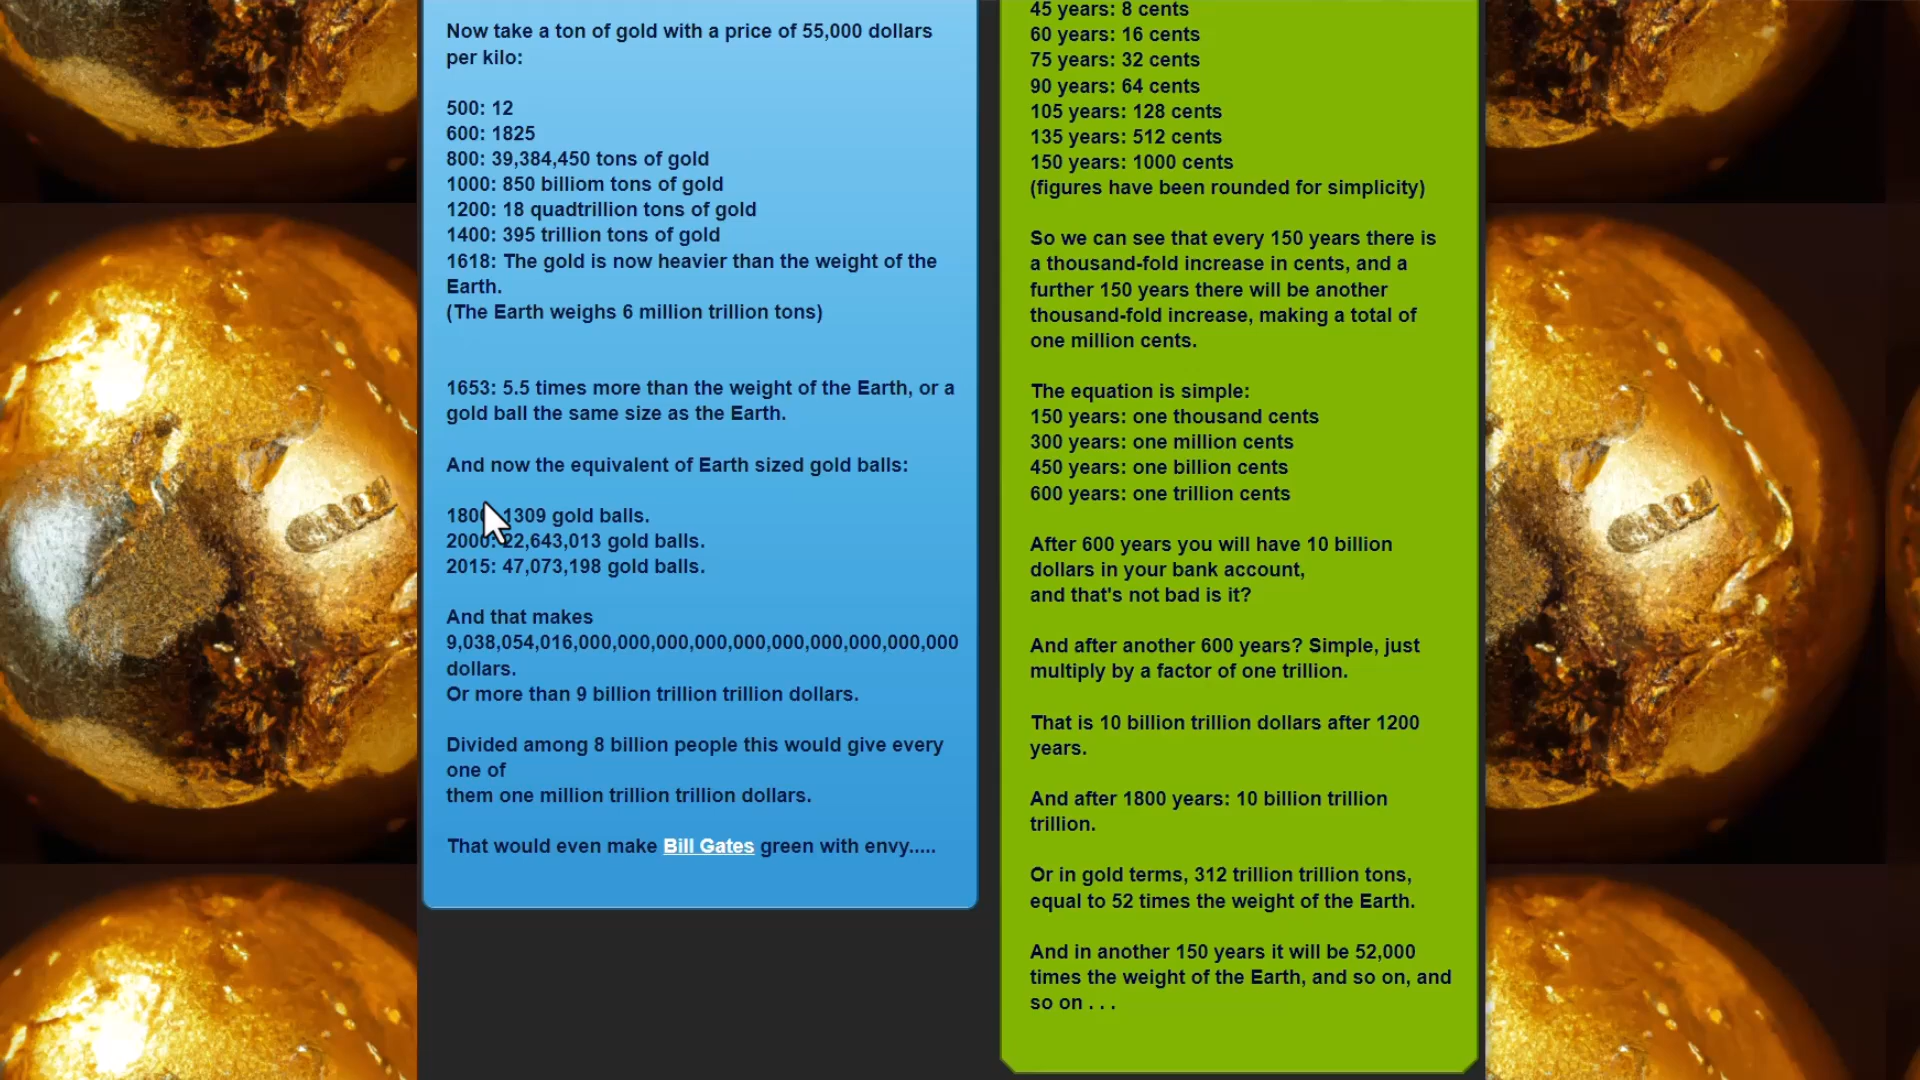 Now take a ton of gold with a price of 55,000 dollars
per kilo:
500: 12
600: 1825
800: 39,384,450 tons of gold
1000: 850 billiom tons of gold
1200: 18 quadtrillion tons of gold
1400: 395 trillion tons of gold
1618: The gold is now heavier than the weight of the
Earth.
(The Earth weighs 6 million trillion tons)
1653: 5.5 times more than the weight of the Earth, or a
gold ball the same size as the Earth.
And now the equivalent of Earth sized gold balls:
1800: 1309 gold balls.
2000: 22,643,013 gold balls.
2015: 47,073,198 gold balls.
And that makes
9,038,054,016,000,000,000,000,000,000,000,000,000,000
dollars.
Or more than 9 billion trillion trillion dollars.
Divided among 8 billion people this would give every
one of
them one million trillion trillion dollars.
That would even make Bill Gates green with envy.....
45 years: 8 cents
60 years: 16 cents
75 years: 32 cents
90 years: 64 cents
105 years: 128 cents
135 years: 512 cents
150 years: 1000 cents
(figures have been rounded for simplicity)
So we can see that every 150 years there is
a thousand-fold increase in cents, and a
further 150 years there will be another
thousand-fold increase, making a total of
one million cents.
The equation is simple:
150 years: one thousand cents
300 years: one million cents
450 years: one billion cents
600 years: one trillion cents
After 600 years you will have 10 billion
dollars in your bank account,
and that's not bad is it?
And after another 600 years? Simple, just
multiply by a factor of one trillion.
That is 10 billion trillion dollars after 1200
years.
And after 1800 years: 10 billion trillion
trillion.
Or in gold terms, 312 trillion trillion tons,
equal to 52 times the weight of the Earth.
And in another 150 years it will be 52,000
times the weight of the Earth, and so on, and
so on . . .